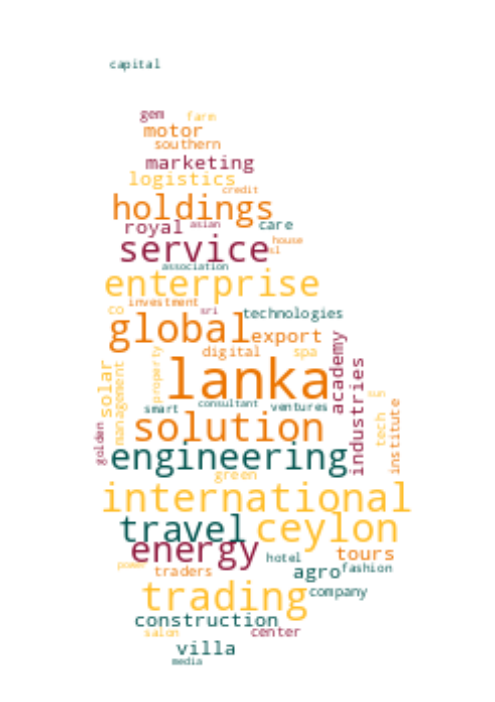 capital
gem farm
motor
southern
marketing
logistics
credit
holdings
royal asian care
service house
sl
association
enterprise
investment
co sri technologies
global export
digital spa
academy
property
lanka
industries
solar
management
sun
smart consultant ventures
solution
tech
institute
golden
engineering
green
international
travel ceylon
energy hotel tours
power traders agro fashion
trading company
construction
salon center
villa
media